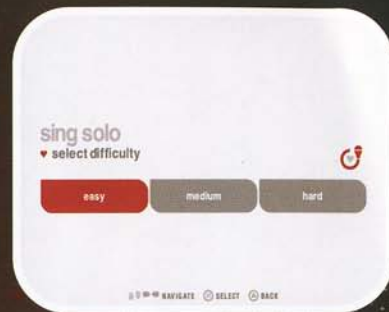 sing solo
♥ select difficulty
easy medium hard
NAVIGATE SELECT BACK